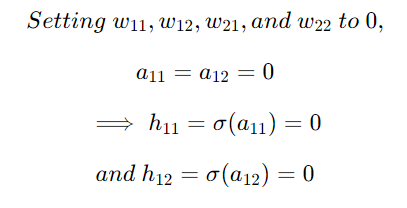 Setting w₁₁, w₁₂, w₂₁, and w₂₂ to 0,
a₁₁ = a₁₂ = 0
⟹ h₁₁ = σ(a₁₁) = 0
and h₁₂ = σ(a₁₂) = 0